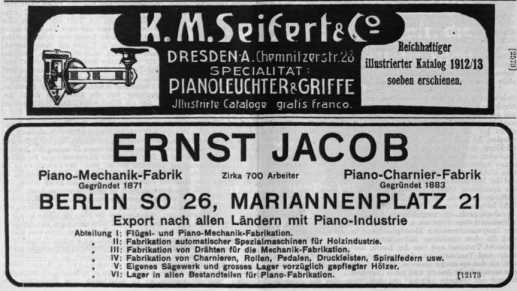 K. M. Seifert & Co
DRESDEN-A. Chemnitzerstr. 28
SPECIALITÄT:
PIANOLEUCHTER & GRIFFE
Jllustrirte Cataloge gratis franco.
Reichhaltiger
illustrierter Katalog 1912/13
soeben erschienen.
ERNST JACOB
Piano-Mechanik-Fabrik
Gegründet 1871
Zirka 700 Arbeiter
Piano-Charnier-Fabrik
Gegründet 1883
BERLIN SO 26, MARIANNENPLATZ 21
Export nach allen Ländern mit Piano-Industrie
Abteilung I: Flügel- und Piano-Mechanik-Fabrikation.
„ II: Fabrikation automatischer Spezialmaschinen für Holzindustrie.
„ III: Fabrikation von Drähten für die Mechanik-Fabrikation.
„ IV: Fabrikation von Charnieren, Rollen, Pedalen, Druckleisten, Spiralfedern usw.
„ V: Eigenes Sägewerk und grosses Lager vorzüglich gepflegter Hölzer.
„ VI: Lager in allen Bestandteilen für Piano-Fabrikation.
[12173